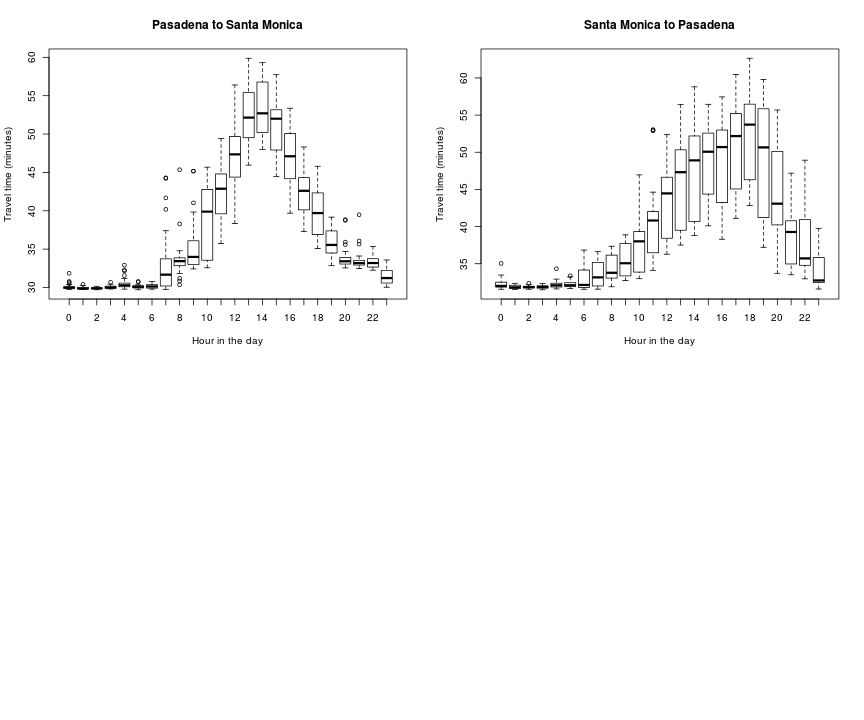 Pasadena to Santa Monica
Travel time (minutes)
60
55
50
45
40
35
30
0 2 4 6 8 10 12 14 16 18 20 22
Hour in the day
Santa Monica to Pasadena
Travel time (minutes)
60
55
50
45
40
35
0 2 4 6 8 10 12 14 16 18 20 22
Hour in the day